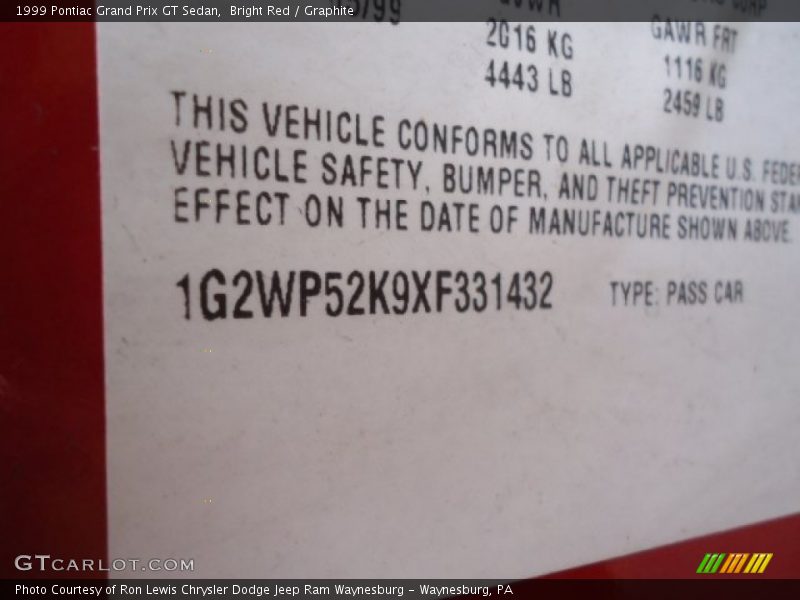 1999 Pontiac Grand Prix GT Sedan, Bright Red / Graphite
/99
GVWR
CORP
2016 KG
GAWR FRT
4443 LB
1116 KG
2459 LB
THIS VEHICLE CONFORMS TO ALL APPLICABLE U.S.
VEHICLE SAFETY, BUMPER, AND THEFT PREVENTION
EFFECT ON THE DATE OF MANUFACTURE SHOWN ABOVE.
1G2WP52K9XF331432
TYPE: PASS CAR
GTCARLOT.COM
Photo Courtesy of Ron Lewis Chrysler Dodge Jeep Ram Waynesburg – Waynesburg, PA